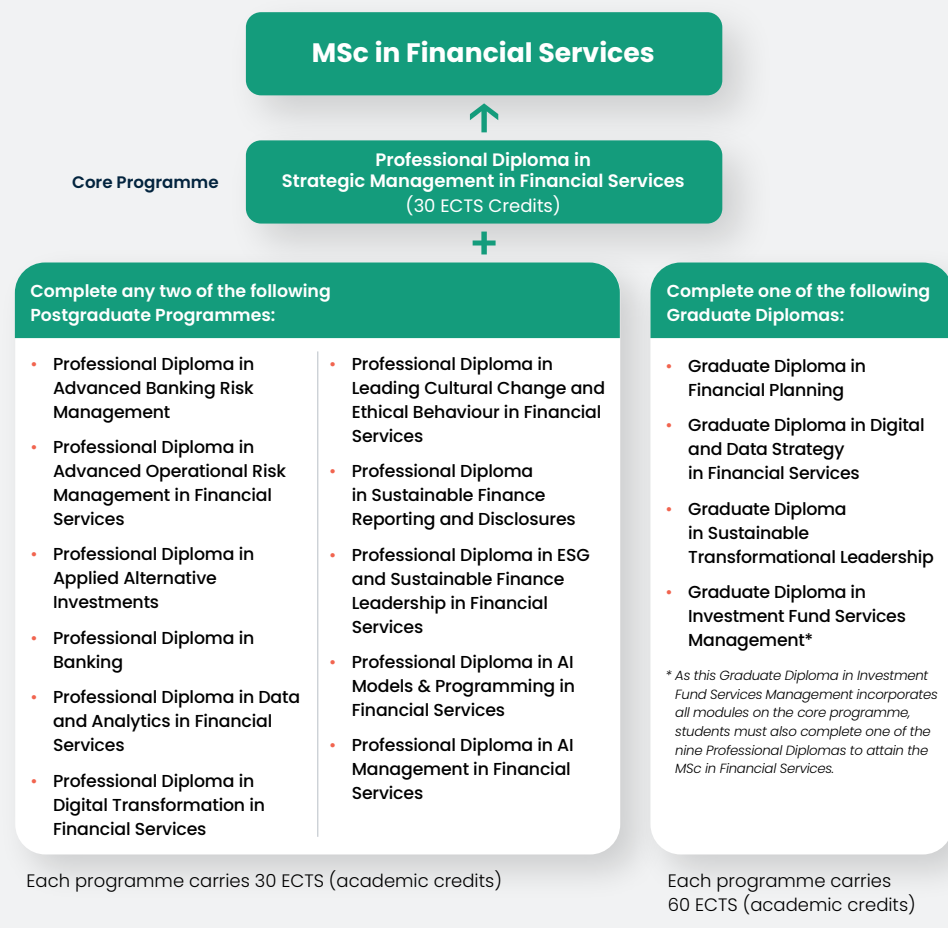 MSc in Financial Services
Core Programme
Professional Diploma in
Strategic Management in Financial Services
(30 ECTS Credits)
+
Complete any two of the following
Postgraduate Programmes:
• Professional Diploma in
Advanced Banking Risk
Management
• Professional Diploma in
Advanced Operational Risk
Management in Financial
Services
• Professional Diploma in
Applied Alternative
Investments
• Professional Diploma in
Banking
• Professional Diploma in Data
and Analytics in Financial
Services
• Professional Diploma in
Digital Transformation in
Financial Services
• Professional Diploma in
Leading Cultural Change and
Ethical Behaviour in Financial
Services
• Professional Diploma
in Sustainable Finance
Reporting and Disclosures
• Professional Diploma in ESG
and Sustainable Finance
Leadership in Financial
Services
• Professional Diploma in AI
Models & Programming in
Financial Services
• Professional Diploma in AI
Management in Financial
Services
Each programme carries 30 ECTS (academic credits)
Complete one of the following
Graduate Diplomas:
• Graduate Diploma in
Financial Planning
• Graduate Diploma in Digital
and Data Strategy
in Financial Services
• Graduate Diploma
in Sustainable
Transformational Leadership
• Graduate Diploma in
Investment Fund Services
Management*
* As this Graduate Diploma in Investment
Fund Services Management incorporates
all modules on the core programme,
students must also complete one of the
nine Professional Diplomas to attain the
MSc in Financial Services.
Each programme carries
60 ECTS (academic credits)